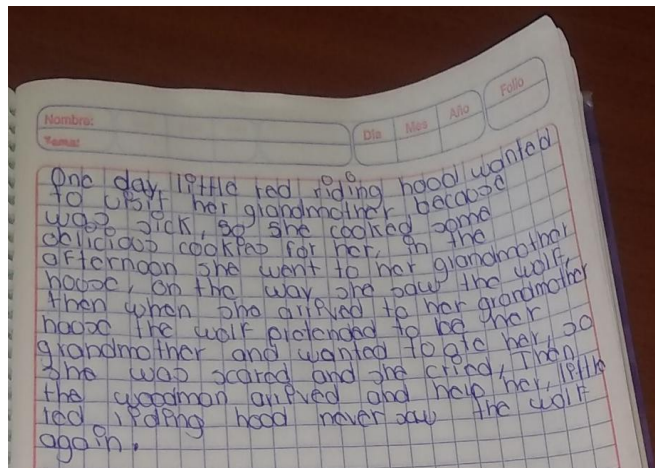 Nombre:
Tema:
Dia Mes Año Folio
One day, little red riding hood wanted
to visit her grandmother because
was sick, so she cooked some
delicious cookies for her, in the
afternoon she went to her grandmother
house, on the way she saw the wolf,
then when she arrived to her grandmother
house the wolf pretended to be her
grandmother and wanted to ate her, so
she was scared and she cried, Then
the woodman arrived and help her, little
red riding hood never saw the wolf
again.